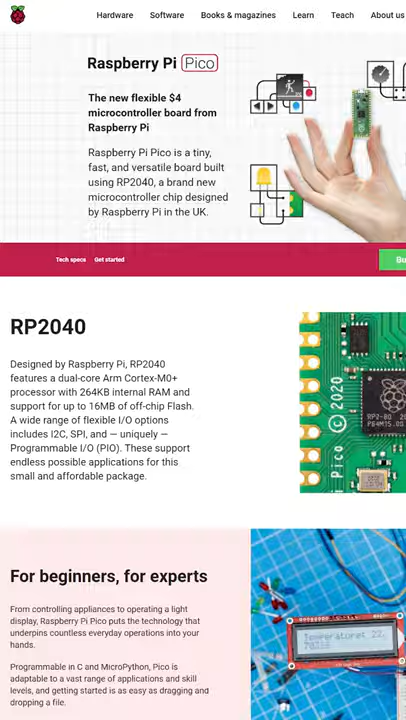 Hardware Software Books & magazines Learn Teach About us
Raspberry Pi Pico
The new flexible $4
microcontroller board from
Raspberry Pi
Raspberry Pi Pico is a tiny,
fast, and versatile board built
using RP2040, a brand new
microcontroller chip designed
by Raspberry Pi in the UK.
Tech specs Get started
RP2040
Designed by Raspberry Pi, RP2040
features a dual-core Arm Cortex-M0+
processor with 264KB internal RAM and
support for up to 16MB of off-chip Flash.
A wide range of flexible I/O options
includes I2C, SPI, and — uniquely —
Programmable I/O (PIO). These support
endless possible applications for this
small and affordable package.
Pico © 2020
For beginners, for experts
From controlling appliances to operating a light
display, Raspberry Pi Pico puts the technology that
underpins countless everyday operations into your
hands.
Programmable in C and MicroPython, Pico is
adaptable to a vast range of applications and skill
levels, and getting started is as easy as dragging and
dropping a file.
Temperature: 22.